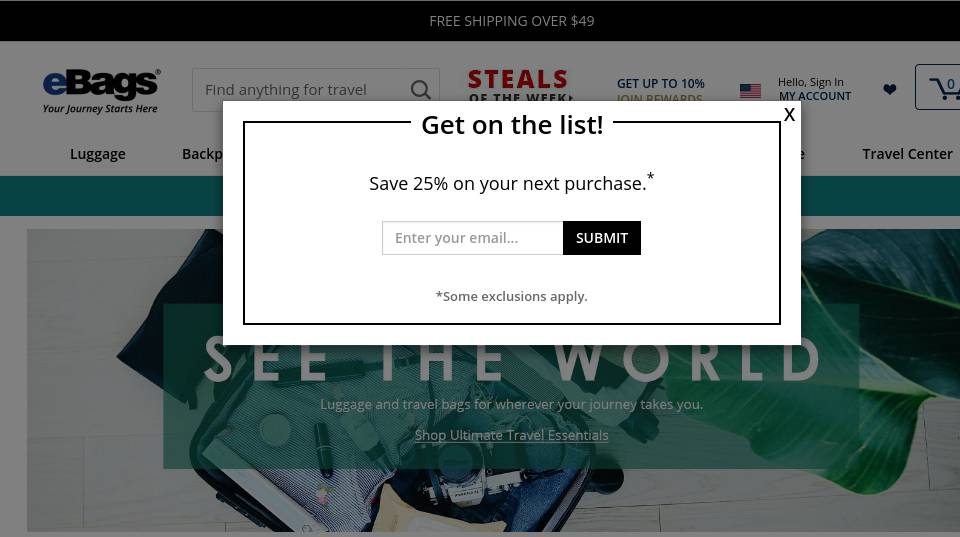 FREE SHIPPING OVER $49
eBags®
Your Journey Starts Here
Find anything for travel
STEALS
OF THE WEEK
GET UP TO 10%
JOIN REWARDS
Hello, Sign In
MY ACCOUNT
0
Luggage
Backp
e
Travel Center
X
Get on the list!
Save 25% on your next purchase.*
Enter your email...
SUBMIT
*Some exclusions apply.
SEE THE WORLD
Luggage and travel bags for wherever your journey takes you.
Shop Ultimate Travel Essentials